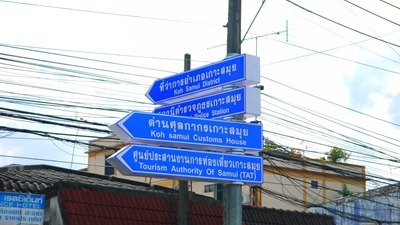 ที่ว่าการอำเภอเกาะสมุย
Koh Samui District
สถานีตำรวจภูธรเกาะสมุย
Police Station
ด่านศุลกากรเกาะสมุย
Koh samui Customs House
ศูนย์ประสานงานการท่องเที่ยวเกาะสมุย
Tourism Authority Of Samui (TAT)
HOTEL